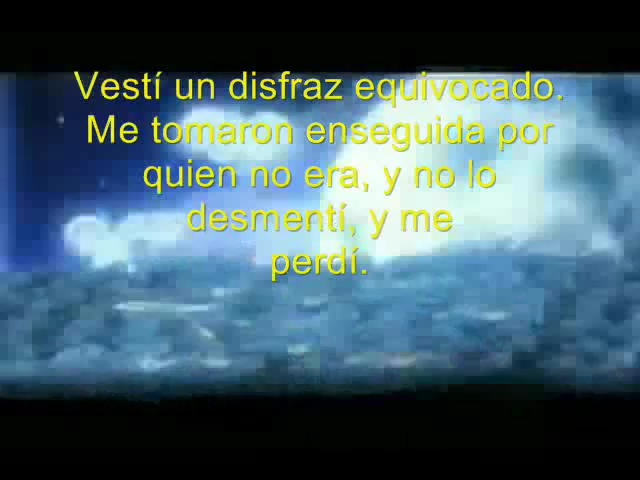 Vestí un disfraz equivocado.
Me tomaron enseguida por
quien no era, y no lo
desmentí, y me
perdí.